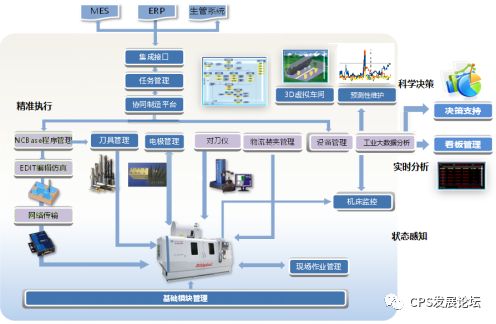 MES
ERP
生管系统
集成接口
任务管理
协同制造平台
3D虚拟车间
预测性维护
科学决策
精准执行
决策支持
NCBase程序管理
刀具管理
电极管理
对刀仪
物流装夹管理
设备管理
工业大数据分析
看板管理
EDIT编辑仿真
实时分析
网络传输
机床监控
状态感知
现场作业管理
基础模块管理
CPS发展论坛